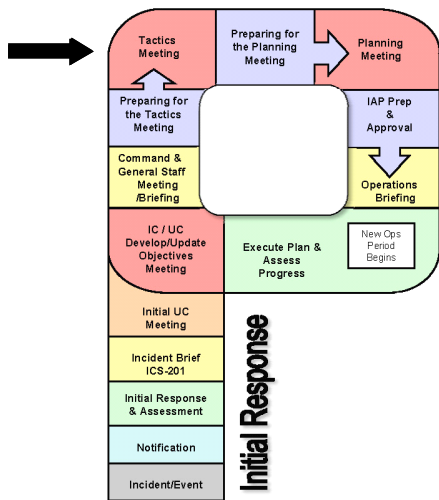 Tactics
Meeting
Preparing for
the Planning
Meeting
Planning
Meeting
Preparing for
the Tactics
Meeting
IAP Prep
&
Approval
Command &
General Staff
Meeting
/Briefing
Operations
Briefing
IC / UC
Develop/Update
Objectives
Meeting
Execute Plan &
Assess
Progress
New Ops
Period
Begins
Initial UC
Meeting
Incident Brief
ICS-201
Initial Response
& Assessment
Notification
Incident/Event
Initial Response